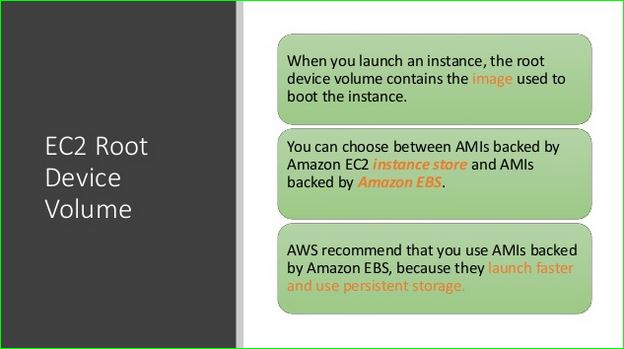 EC2 Root
Device
Volume
When you launch an instance, the root
device volume contains the image used to
boot the instance.
You can choose between AMIs backed by
Amazon EC2 instance store and AMIs
backed by Amazon EBS.
AWS recommend that you use AMIs backed
by Amazon EBS, because they launch faster
and use persistent storage.